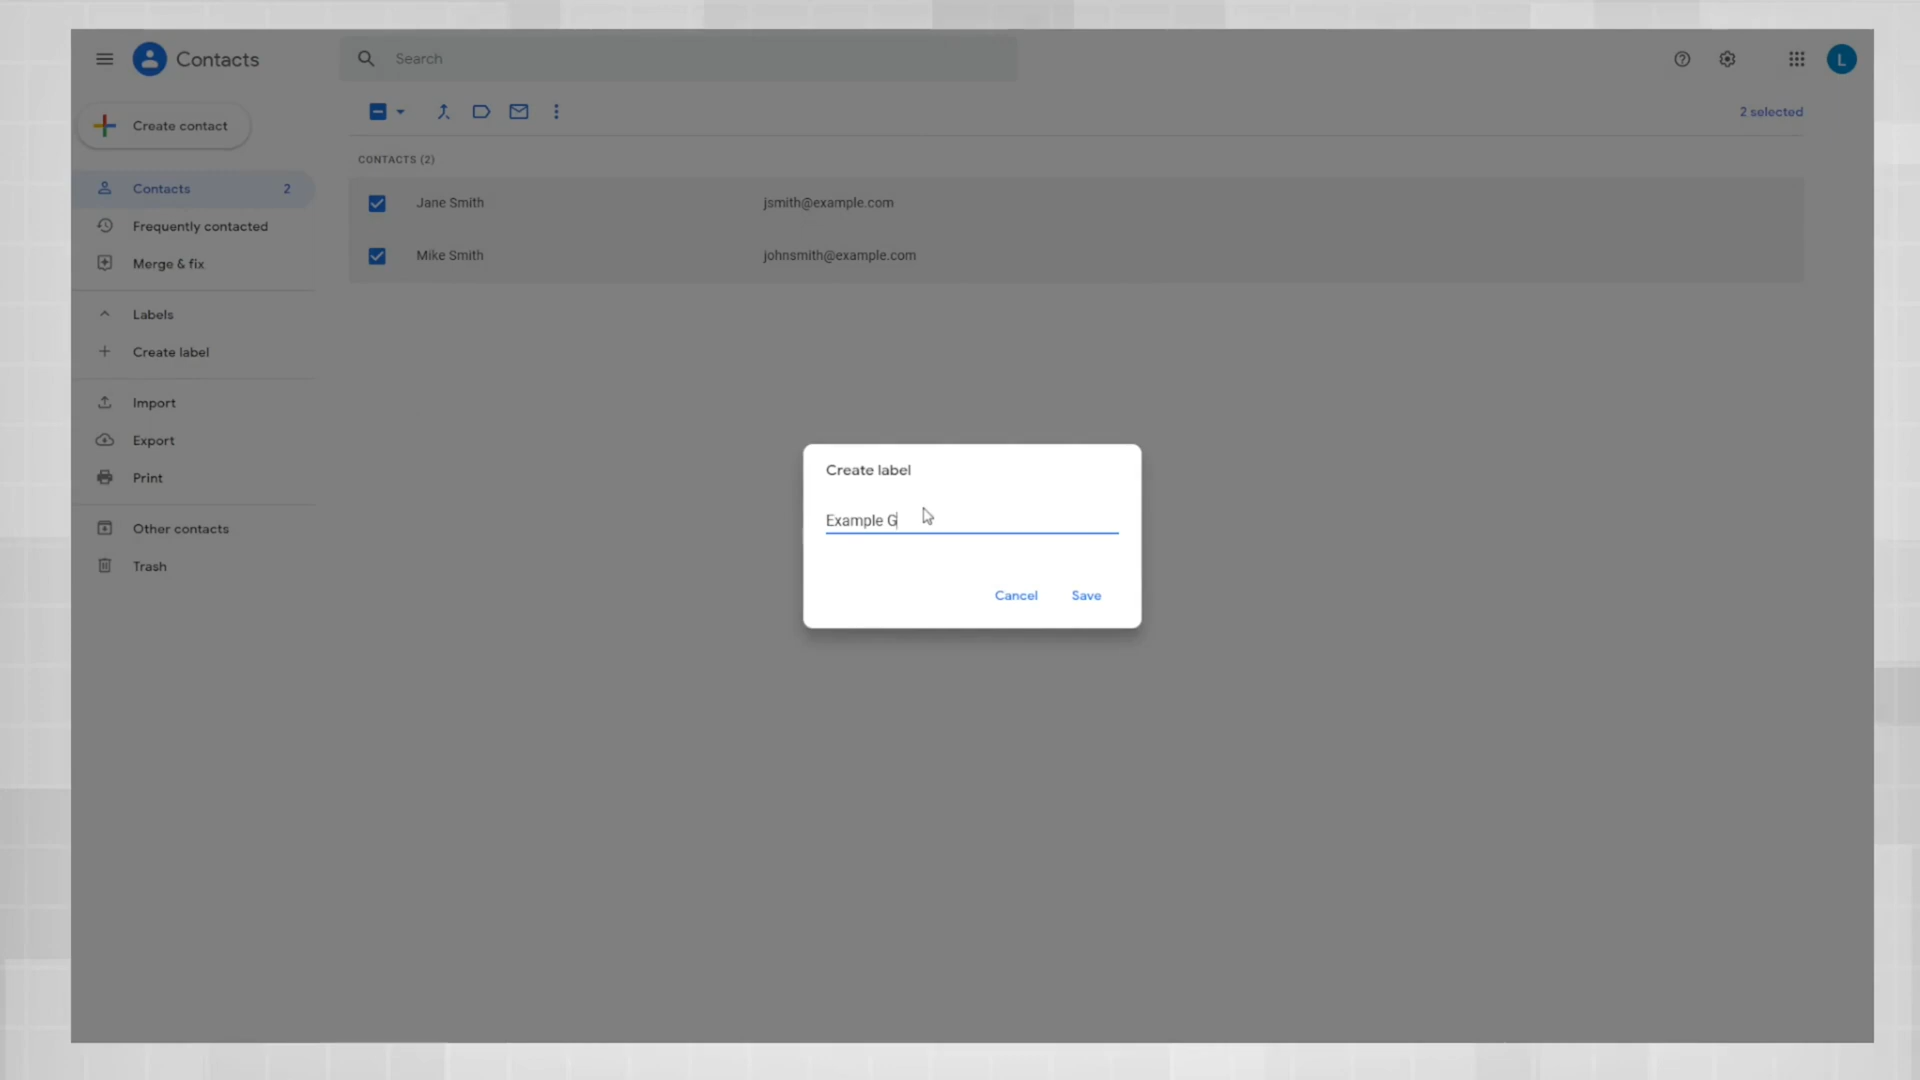 Contacts
Search
L
Create contact
2 selected
CONTACTS (2)
Contacts 2
Jane Smith jsmith@example.com
Frequently contacted
Mike Smith johnsmith@example.com
Merge & fix
Labels
Create label
Import
Export
Print
Other contacts
Trash
Create label
Example G
Cancel Save